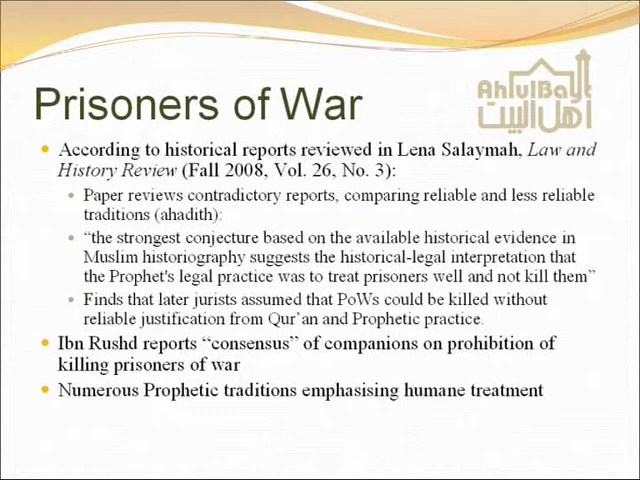 Prisoners of War
AhlulBayt
أهل البيت
According to historical reports reviewed in Lena Salaymah, Law and
History Review (Fall 2008, Vol. 26, No. 3):
Paper reviews contradictory reports, comparing reliable and less reliable
traditions (ahadith):
“the strongest conjecture based on the available historical evidence in
Muslim historiography suggests the historical-legal interpretation that
the Prophet's legal practice was to treat prisoners well and not kill them”
Finds that later jurists assumed that PoWs could be killed without
reliable justification from Qur’an and Prophetic practice.
Ibn Rushd reports “consensus” of companions on prohibition of
killing prisoners of war
Numerous Prophetic traditions emphasising humane treatment